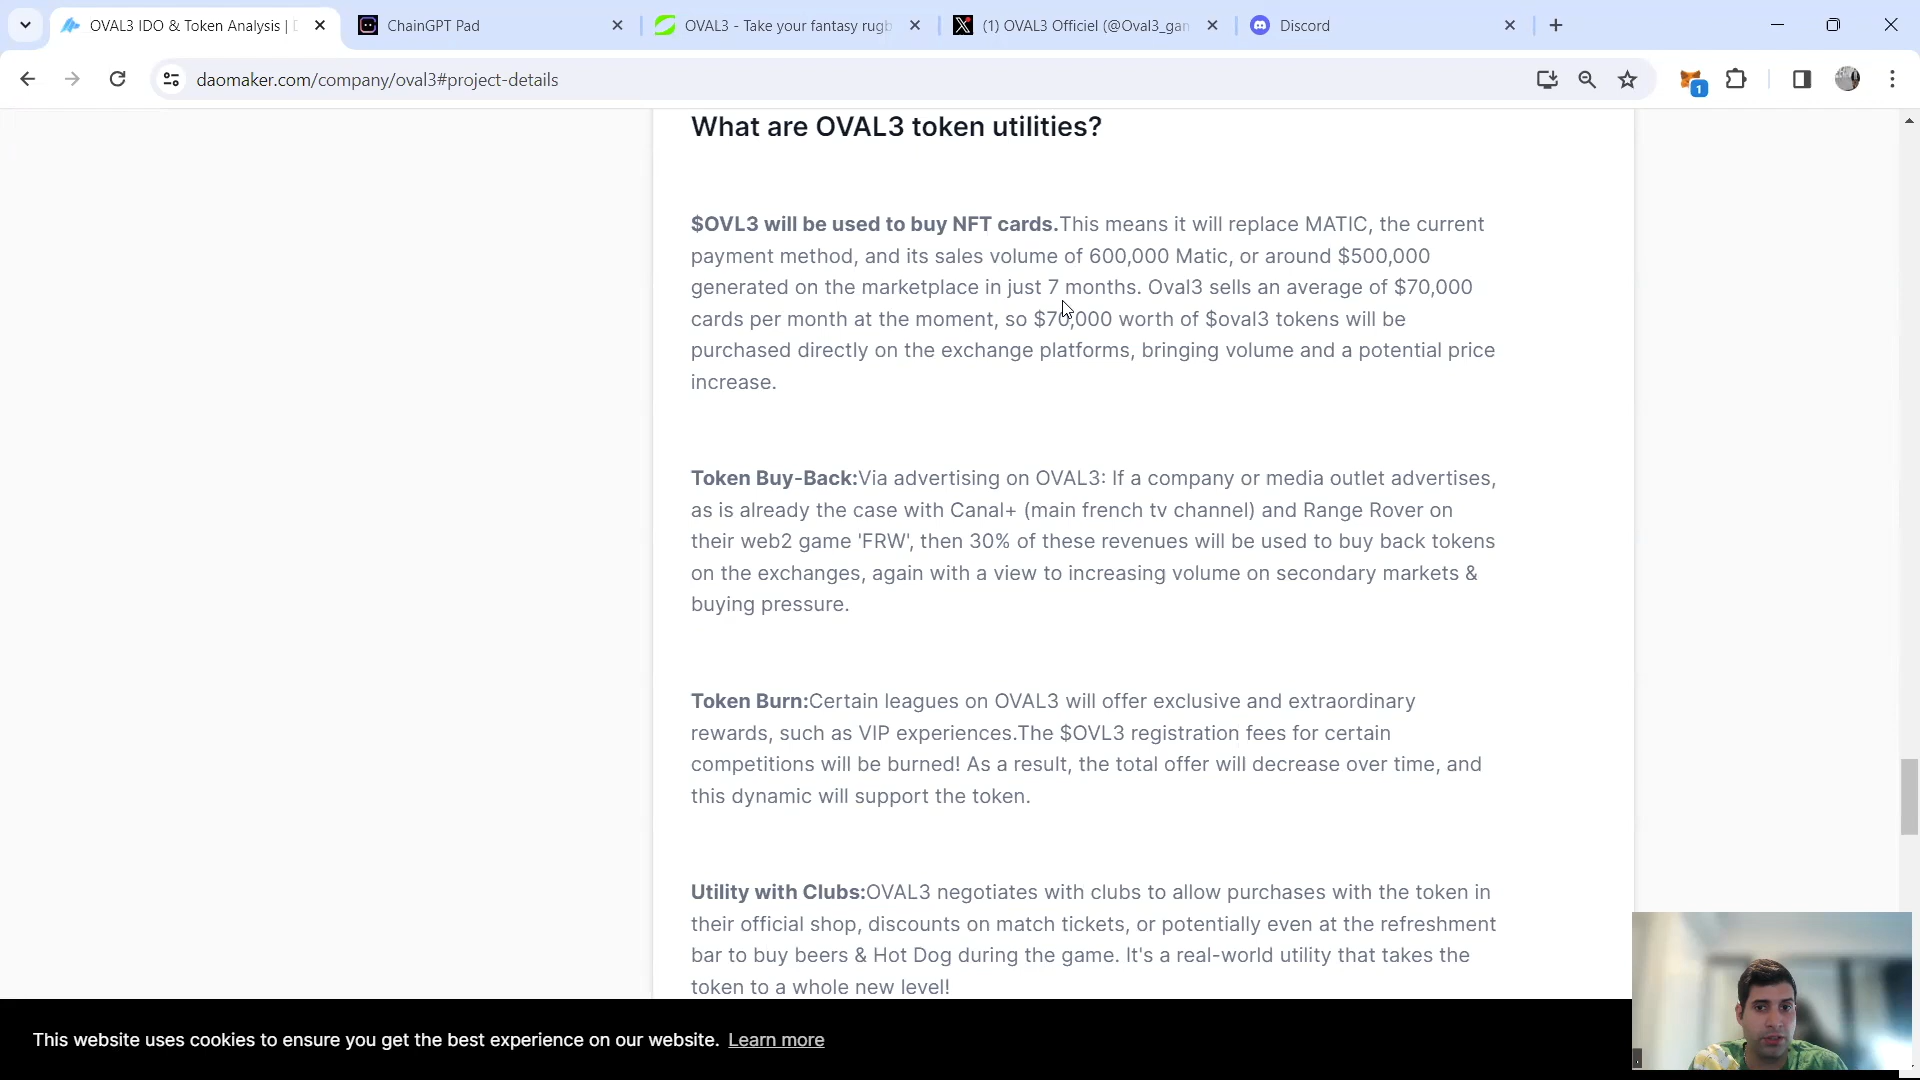 OVAL3 IDO & Token Analysis | D
ChainGPT Pad
OVAL3 - Take your fantasy rugb
(1) OVAL3 Officiel (@Oval3_gan
Discord
daomaker.com/company/oval3#project-details
1
What are OVAL3 token utilities?
$OVL3 will be used to buy NFT cards.This means it will replace MATIC, the current
payment method, and its sales volume of 600,000 Matic, or around $500,000
generated on the marketplace in just 7 months. Oval3 sells an average of $70,000
cards per month at the moment, so $70,000 worth of $oval3 tokens will be
purchased directly on the exchange platforms, bringing volume and a potential price
increase.
Token Buy-Back:Via advertising on OVAL3: If a company or media outlet advertises,
as is already the case with Canal+ (main french tv channel) and Range Rover on
their web2 game 'FRW', then 30% of these revenues will be used to buy back tokens
on the exchanges, again with a view to increasing volume on secondary markets &
buying pressure.
Token Burn:Certain leagues on OVAL3 will offer exclusive and extraordinary
rewards, such as VIP experiences.The $OVL3 registration fees for certain
competitions will be burned! As a result, the total offer will decrease over time, and
this dynamic will support the token.
Utility with Clubs:OVAL3 negotiates with clubs to allow purchases with the token in
their official shop, discounts on match tickets, or potentially even at the refreshment
bar to buy beers & Hot Dog during the game. It's a real-world utility that takes the
token to a whole new level!
This website uses cookies to ensure you get the best experience on our website. Learn more